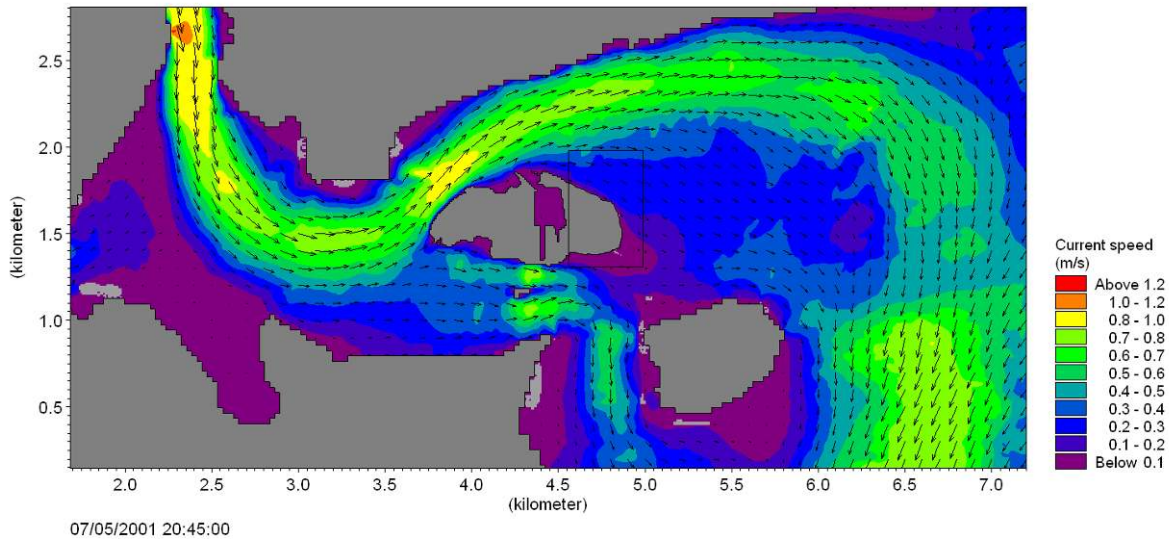 (kilometer)
2.5
2.0
1.5
1.0
0.5
2.0 2.5 3.0 3.5 4.0 4.5 5.0 5.5 6.0 6.5 7.0
(kilometer)
07/05/2001 20:45:00
Current speed
(m/s)
Above 1.2
1.0 - 1.2
0.8 - 1.0
0.7 - 0.8
0.6 - 0.7
0.5 - 0.6
0.4 - 0.5
0.3 - 0.4
0.2 - 0.3
0.1 - 0.2
Below 0.1